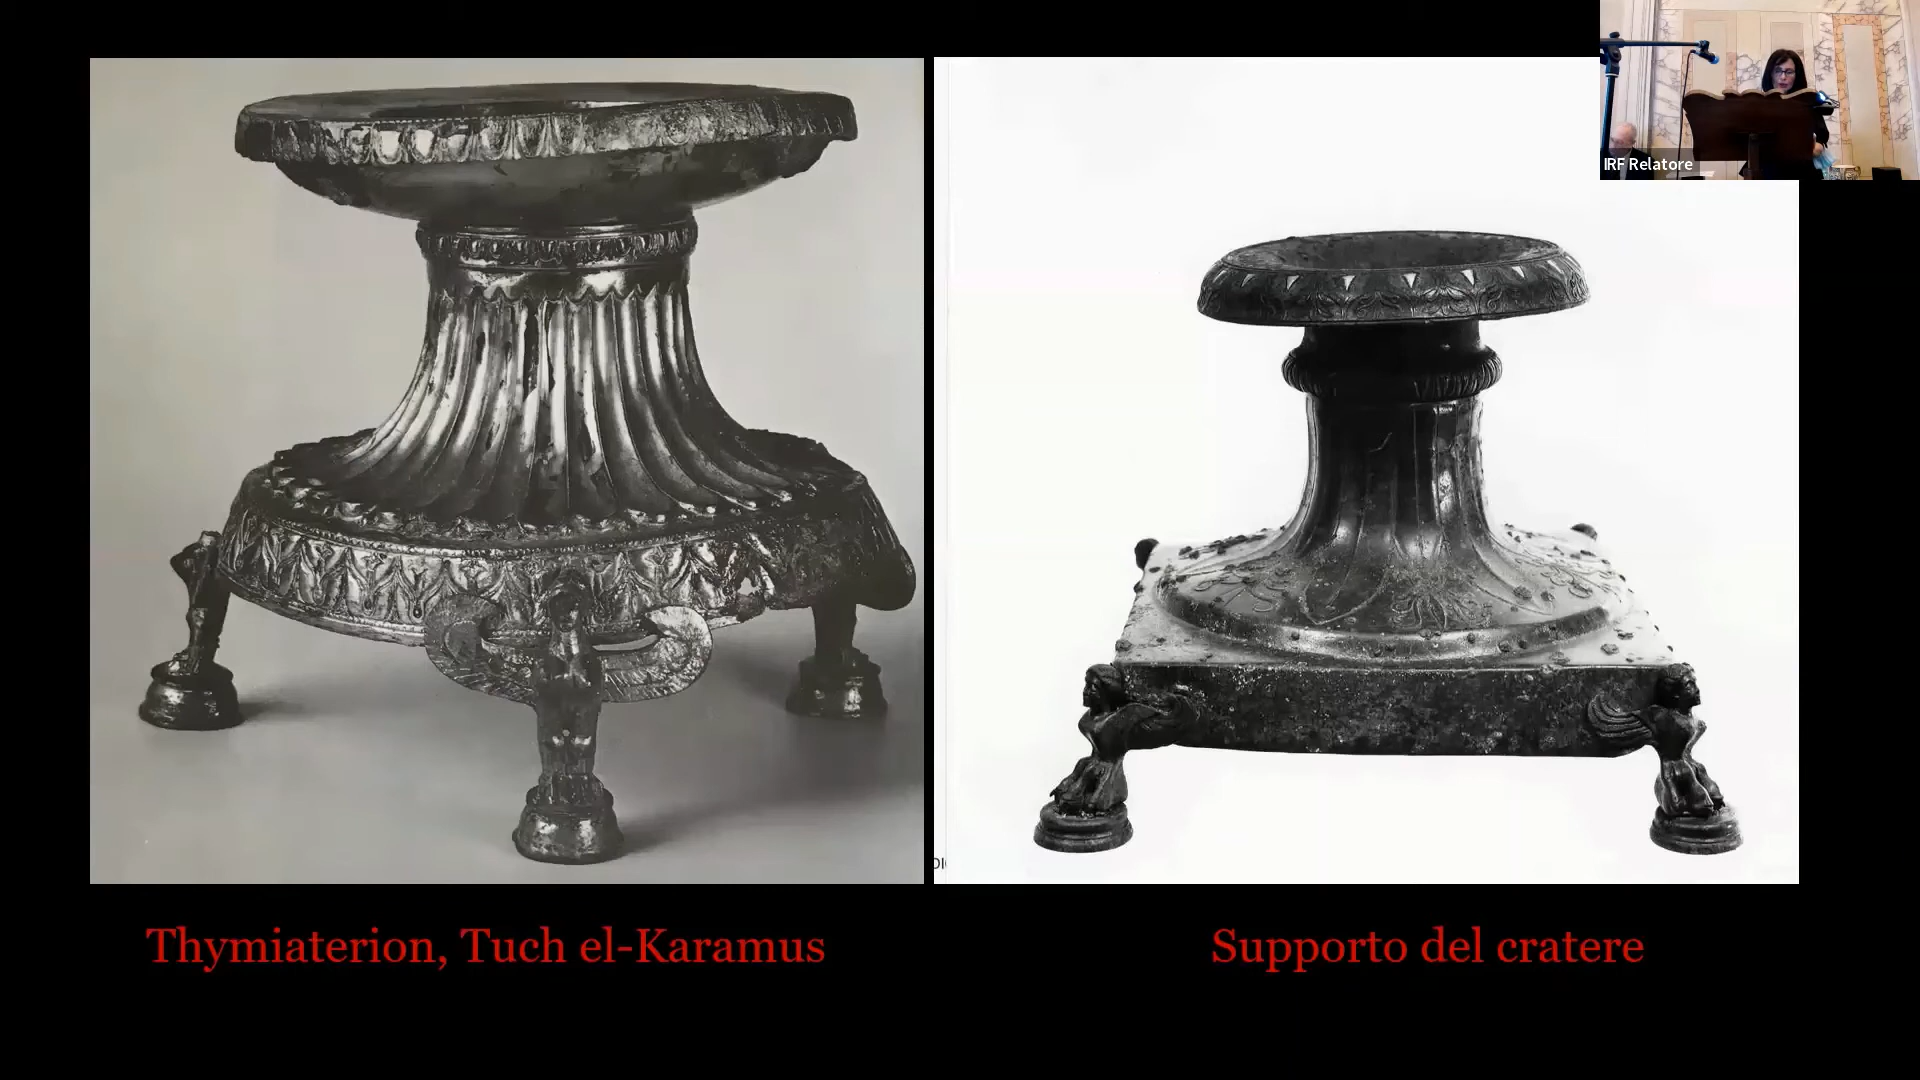 IRF Relatore
Thymiaterion, Tuch el-Karamus
Supporto del cratere